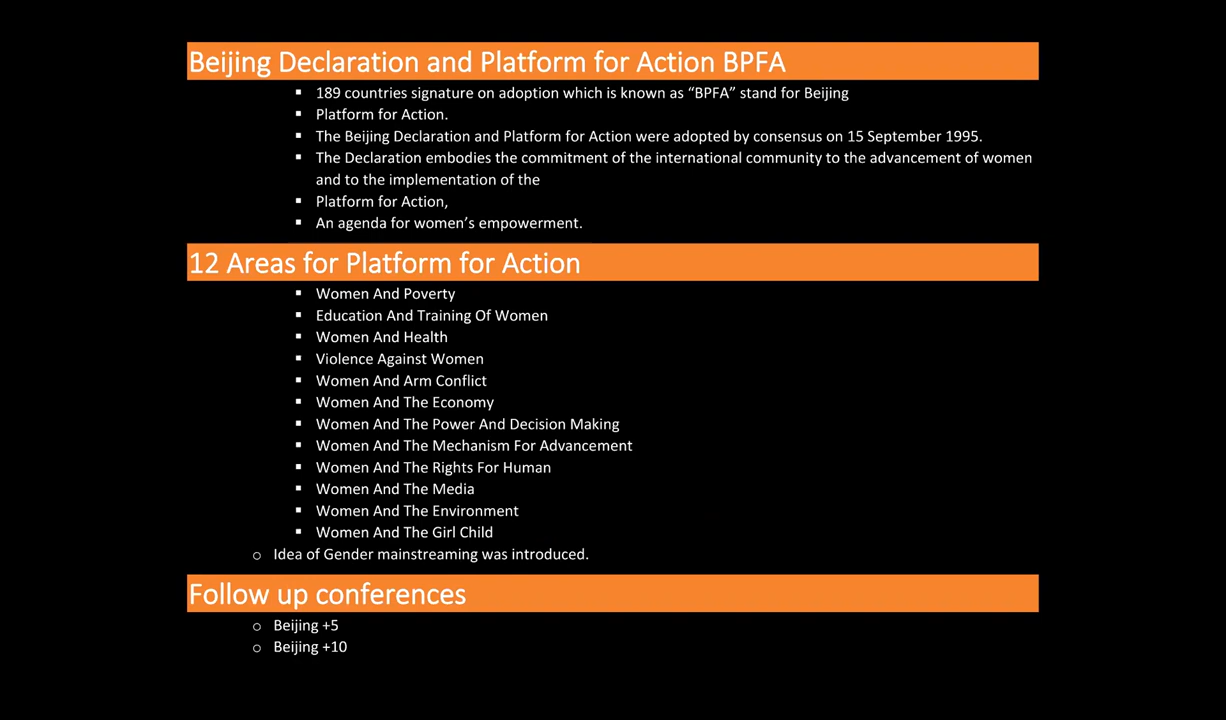 Beijing Declaration and Platform for Action BPFA
▪ 189 countries signature on adoption which is known as “BPFA” stand for Beijing
▪ Platform for Action.
▪ The Beijing Declaration and Platform for Action were adopted by consensus on 15 September 1995.
▪ The Declaration embodies the commitment of the international community to the advancement of women
and to the implementation of the
▪ Platform for Action,
▪ An agenda for women’s empowerment.
12 Areas for Platform for Action
▪ Women And Poverty
▪ Education And Training Of Women
▪ Women And Health
▪ Violence Against Women
▪ Women And Arm Conflict
▪ Women And The Economy
▪ Women And The Power And Decision Making
▪ Women And The Mechanism For Advancement
▪ Women And The Rights For Human
▪ Women And The Media
▪ Women And The Environment
▪ Women And The Girl Child
o Idea of Gender mainstreaming was introduced.
Follow up conferences
o Beijing +5
o Beijing +10